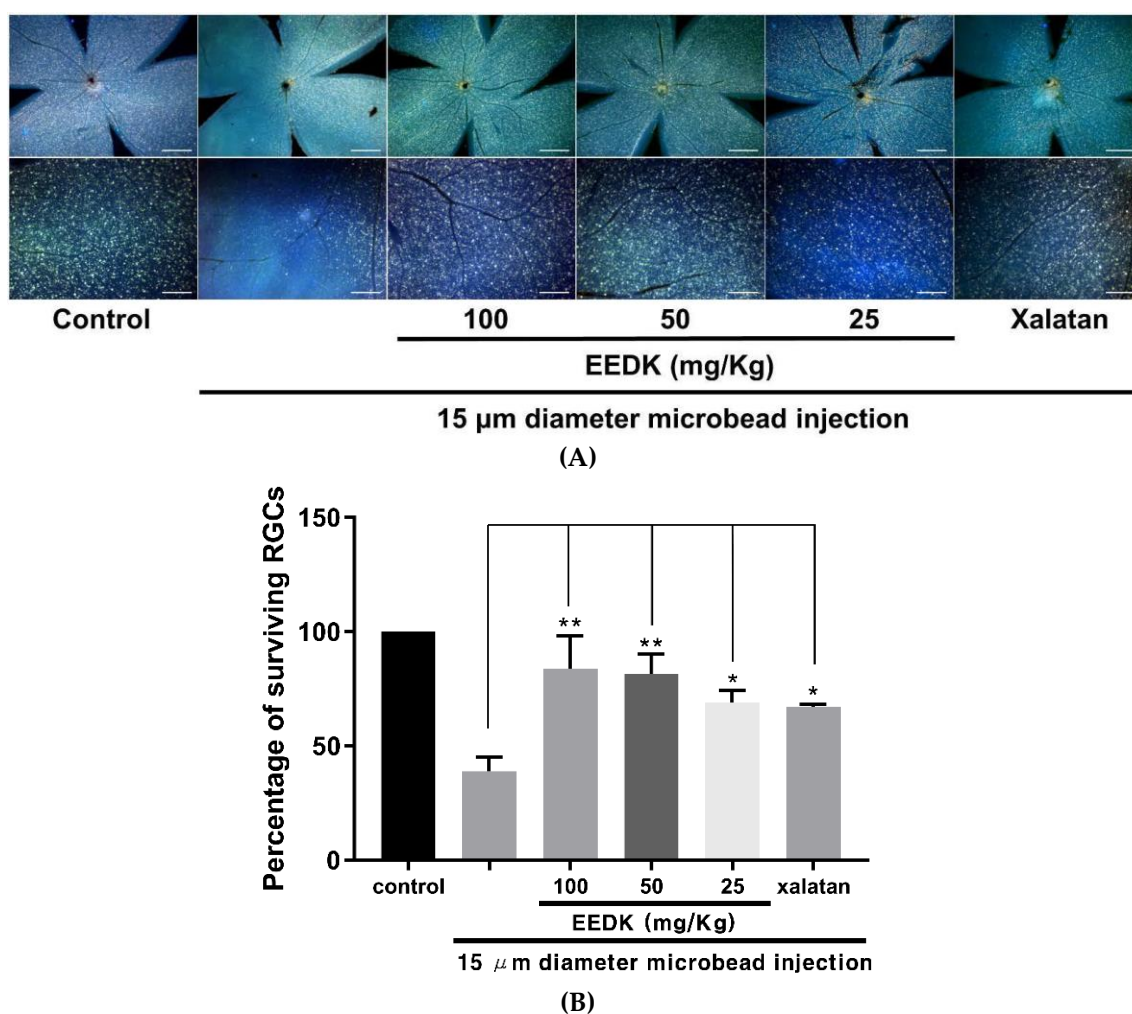 Control 100 50 25 Xalatan
EEDK (mg/Kg)
15 µm diameter microbead injection
(A)
Percentage of surviving RGCs
150
100
50
0
** ** * *
control 100 50 25 xalatan
EEDK (mg/Kg)
15 μm diameter microbead injection
(B)